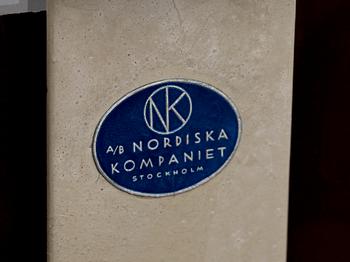 NK
A/B NORDISKA
KOMPANIET
STOCKHOLM